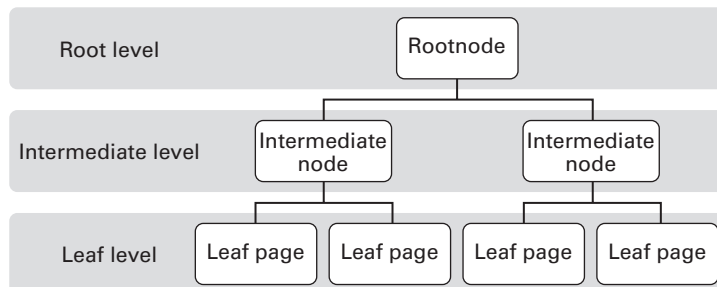 Root level
Rootnode
Intermediate level
Intermediate
node
Intermediate
node
Leaf level
Leaf page
Leaf page
Leaf page
Leaf page